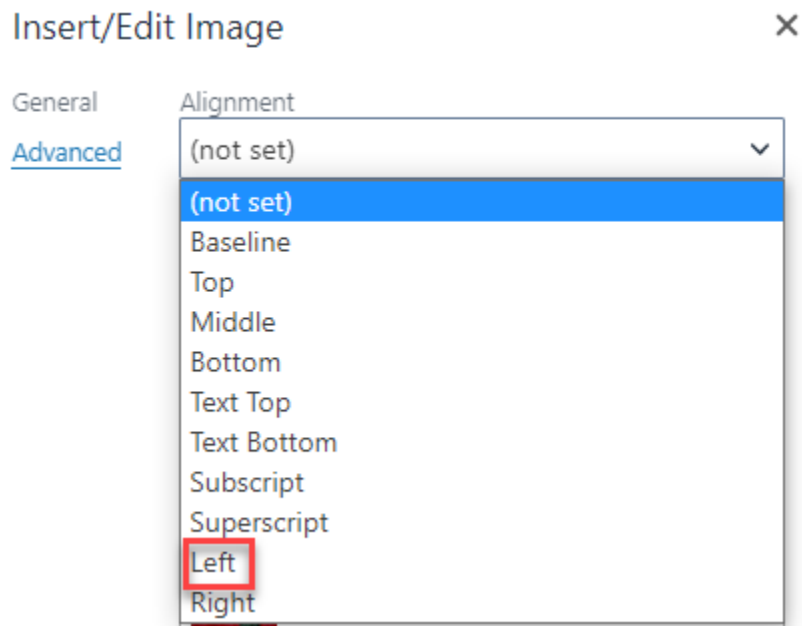 Insert/Edit Image
General
Alignment
Advanced
(not set)
(not set)
Baseline
Top
Middle
Bottom
Text Top
Text Bottom
Subscript
Superscript
Left
Right